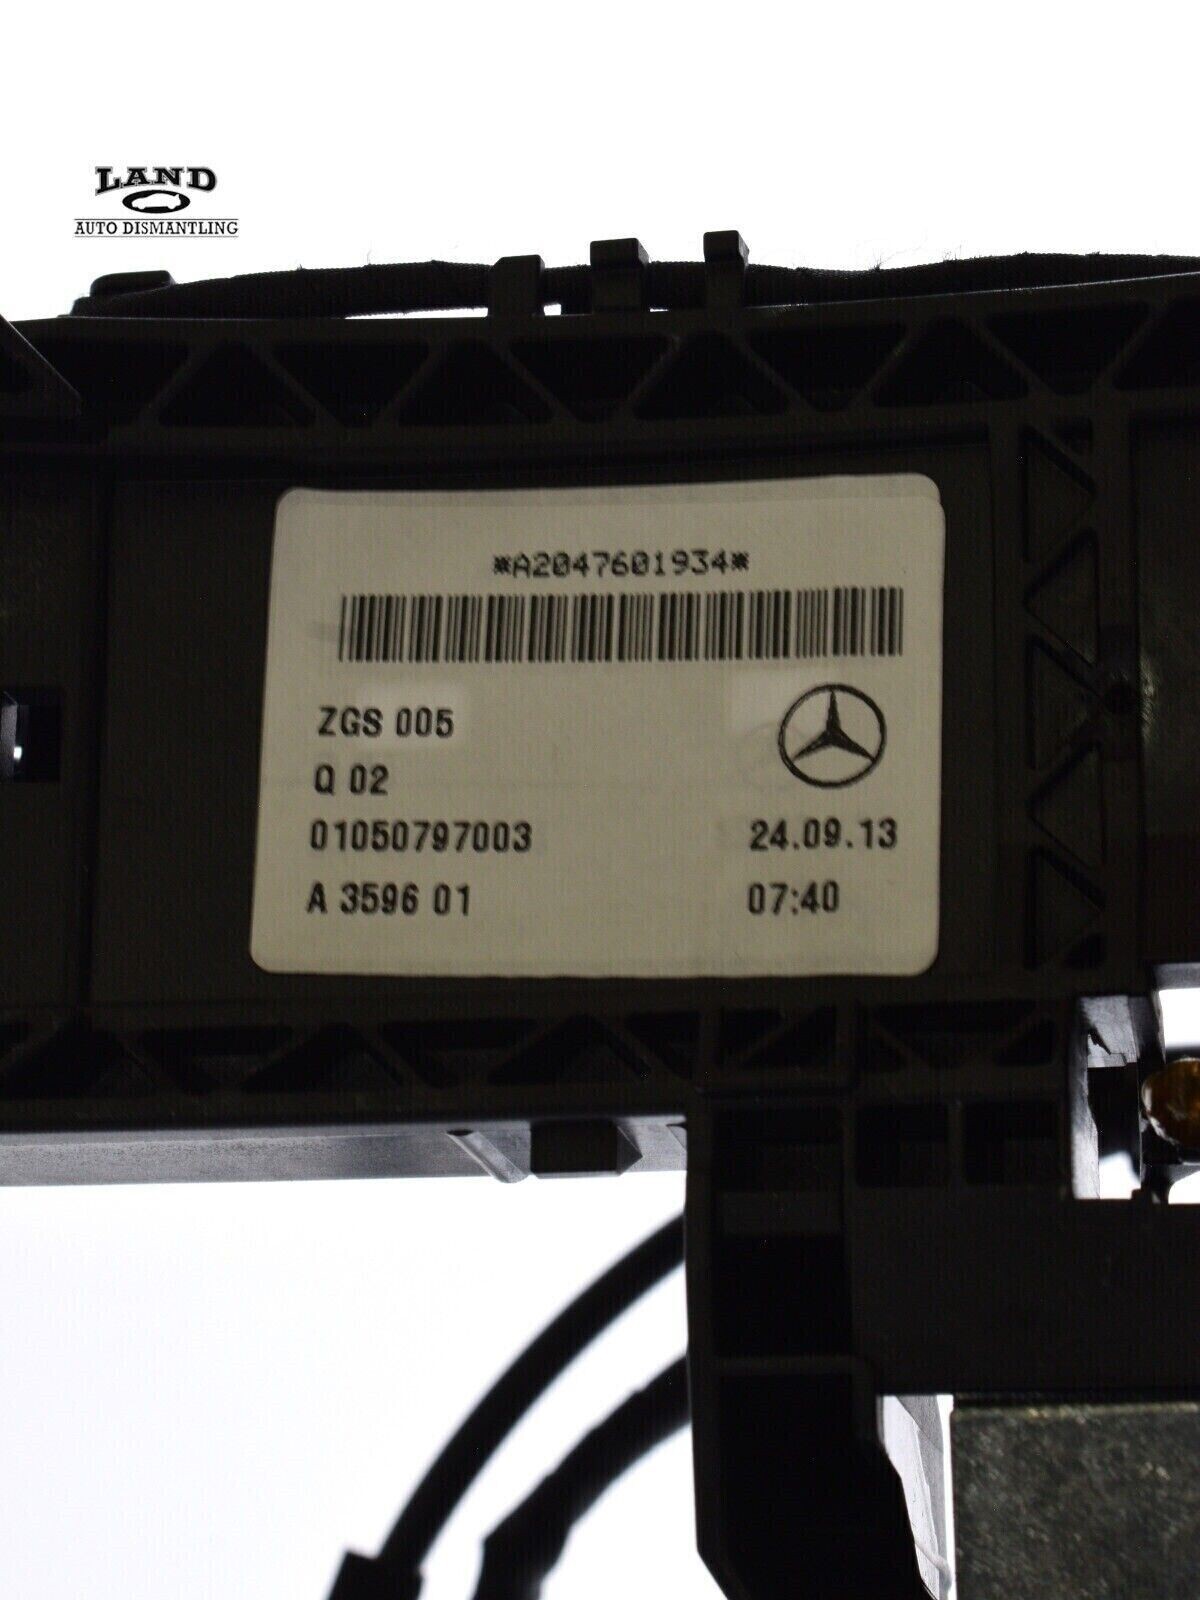 LAND
AUTO DISMANTLING
*A2047601934*
ZGS 005
Q 02
01050797003 24.09.13
A 3596 01 07:40